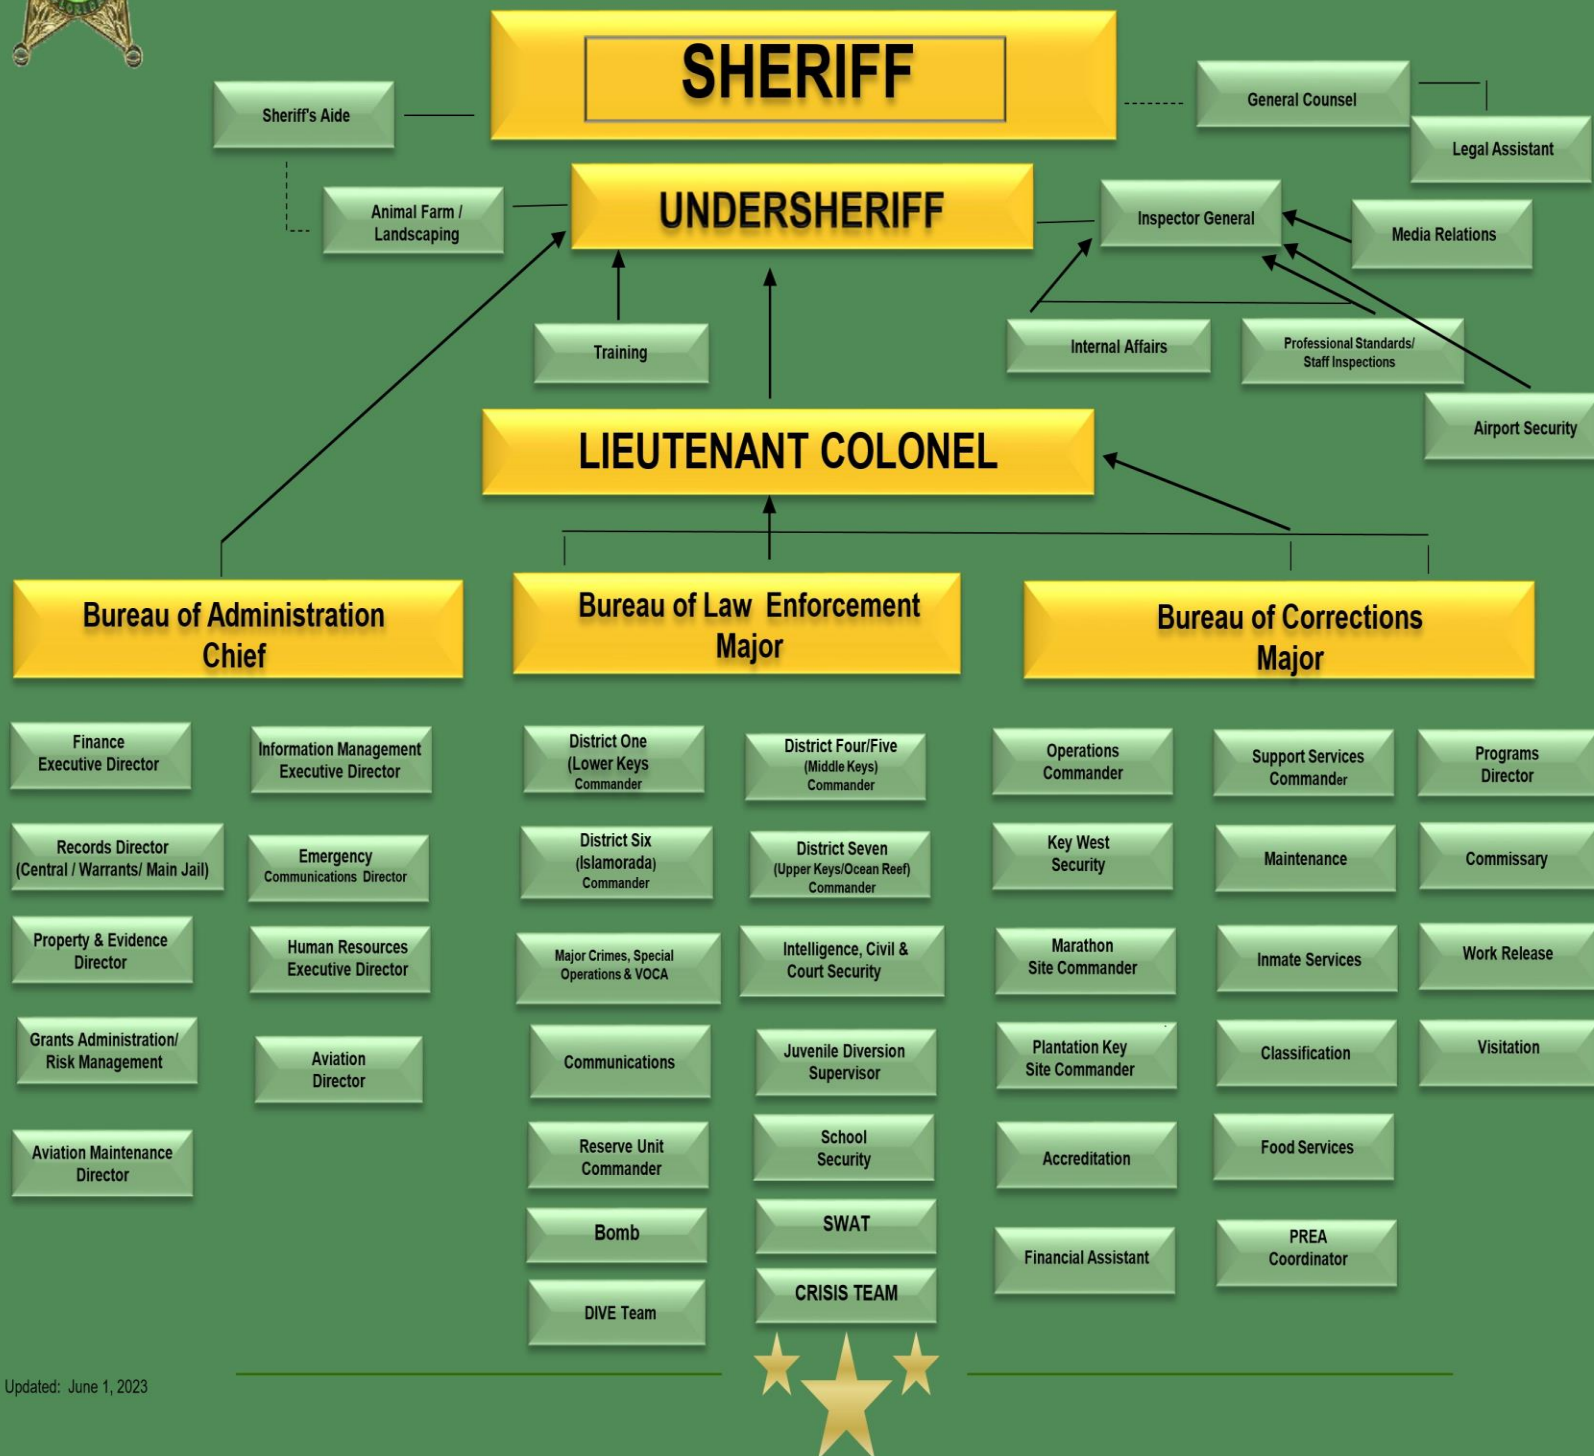 FLORIDA
SHERIFF
Sheriff's Aide
General Counsel
Legal Assistant
UNDERSHERIFF
Animal Farm /
Landscaping
Inspector General
Media Relations
Training
Internal Affairs
Professional Standards/
Staff Inspections
Airport Security
LIEUTENANT COLONEL
Bureau of Administration
Chief
Bureau of Law Enforcement
Major
Bureau of Corrections
Major
Finance
Executive Director
Information Management
Executive Director
Records Director
(Central / Warrants/ Main Jail)
Emergency
Communications Director
Property & Evidence
Director
Human Resources
Executive Director
Grants Administration/
Risk Management
Aviation
Director
Aviation Maintenance
Director
District One
(Lower Keys
Commander
District Four/Five
(Middle Keys)
Commander
District Six
(Islamorada)
Commander
District Seven
(Upper Keys/Ocean Reef)
Commander
Major Crimes, Special
Operations & VOCA
Intelligence, Civil &
Court Security
Communications
Juvenile Diversion
Supervisor
Reserve Unit
Commander
School
Security
Bomb
SWAT
DIVE Team
CRISIS TEAM
Operations
Commander
Support Services
Commander
Programs
Director
Key West
Security
Maintenance
Commissary
Marathon
Site Commander
Inmate Services
Work Release
Plantation Key
Site Commander
Classification
Visitation
Accreditation
Food Services
Financial Assistant
PREA
Coordinator
Updated: June 1, 2023